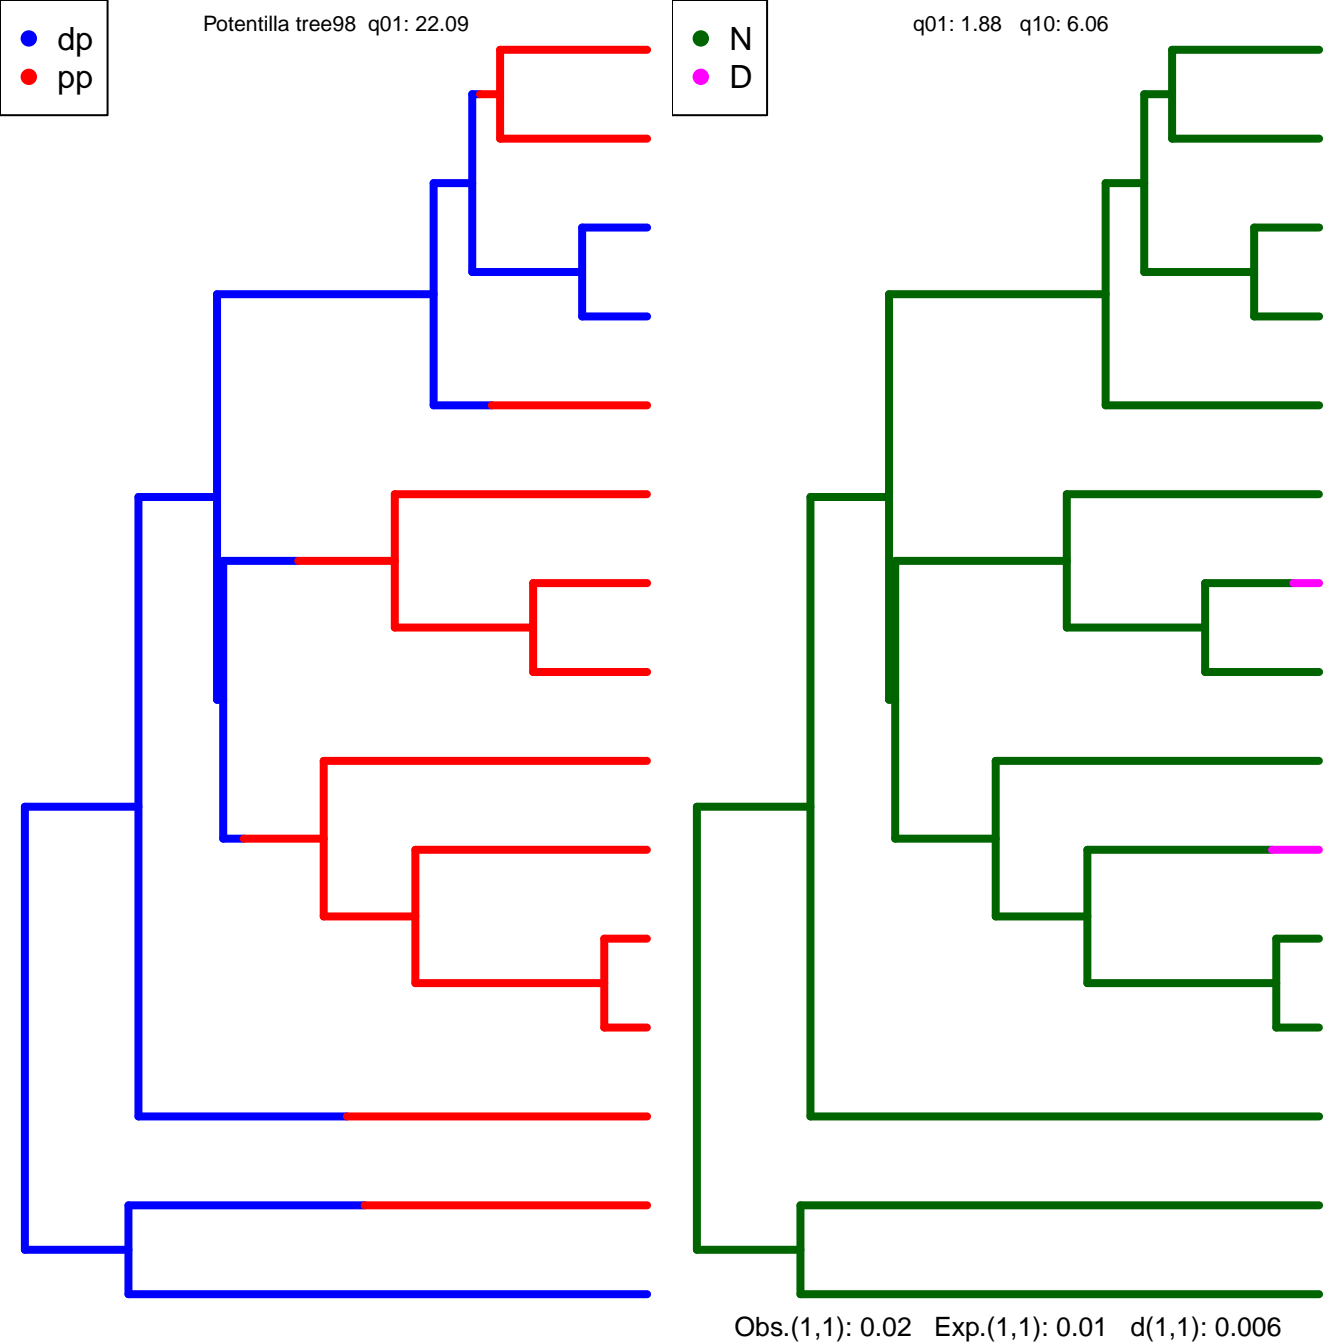 Potentilla tree98  q01: 22.09
dp
pp
q01: 1.88   q10: 6.06
N
D
Obs.(1,1): 0.02   Exp.(1,1): 0.01   d(1,1): 0.006